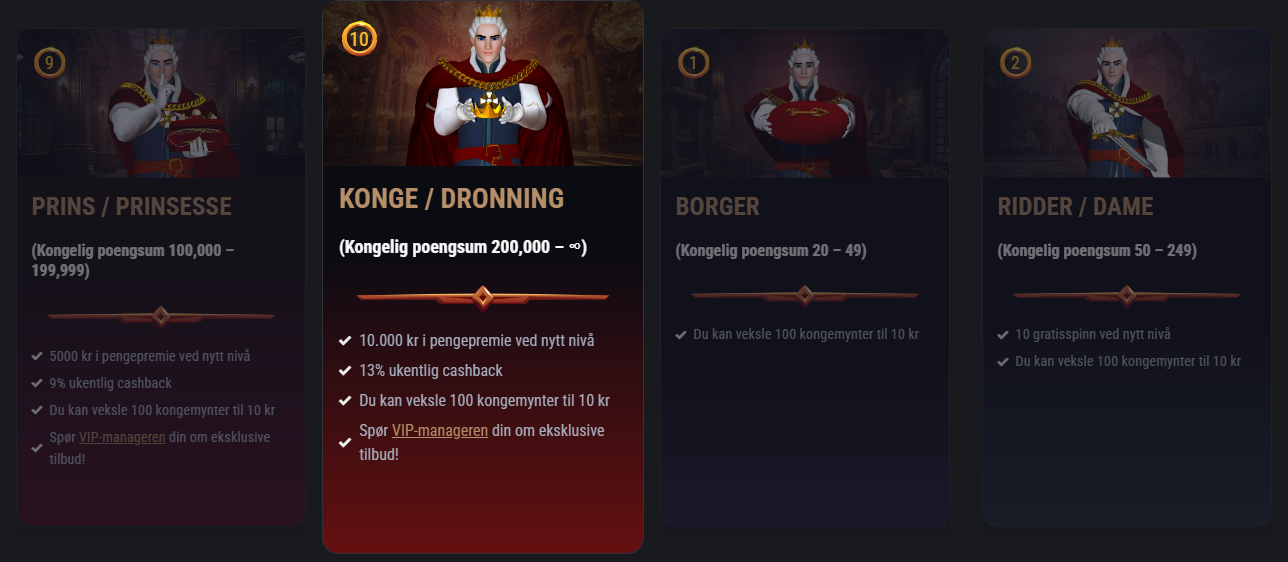 9
PRINS / PRINSESSE
(Kongelig poengsum 100,000 –
199,999)
5000 kr i pengepremie ved nytt nivå
9% ukentlig cashback
Du kan veksle 100 kongemynter til 10 kr
Spør VIP-manageren din om eksklusive
tilbud!
10
KONGE / DRONNING
(Kongelig poengsum 200,000 – ∞)
10.000 kr i pengepremie ved nytt nivå
13% ukentlig cashback
Du kan veksle 100 kongemynter til 10 kr
Spør VIP-manageren din om eksklusive
tilbud!
1
BORGER
(Kongelig poengsum 20 – 49)
Du kan veksle 100 kongemynter til 10 kr
2
RIDDER / DAME
(Kongelig poengsum 50 – 249)
10 gratisspinn ved nytt nivå
Du kan veksle 100 kongemynter til 10 kr